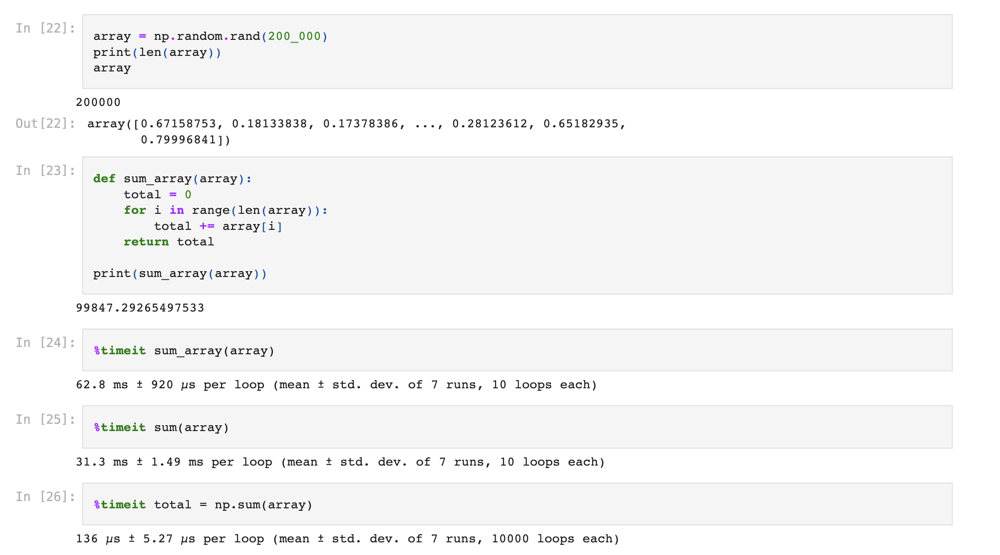 In [22]:
array = np.random.rand(200_000)
print(len(array))
array
200000
Out[22]: array([0.67158753, 0.18133838, 0.17378386, ..., 0.28123612, 0.65182935,
       0.79996841])
In [23]:
def sum_array(array):
    total = 0
    for i in range(len(array)):
        total += array[i]
    return total
print(sum_array(array))
99847.29265497533
In [24]:
%timeit sum_array(array)
62.8 ms ± 920 µs per loop (mean ± std. dev. of 7 runs, 10 loops each)
In [25]:
%timeit sum(array)
31.3 ms ± 1.49 ms per loop (mean ± std. dev. of 7 runs, 10 loops each)
In [26]:
%timeit total = np.sum(array)
136 µs ± 5.27 µs per loop (mean ± std. dev. of 7 runs, 10000 loops each)